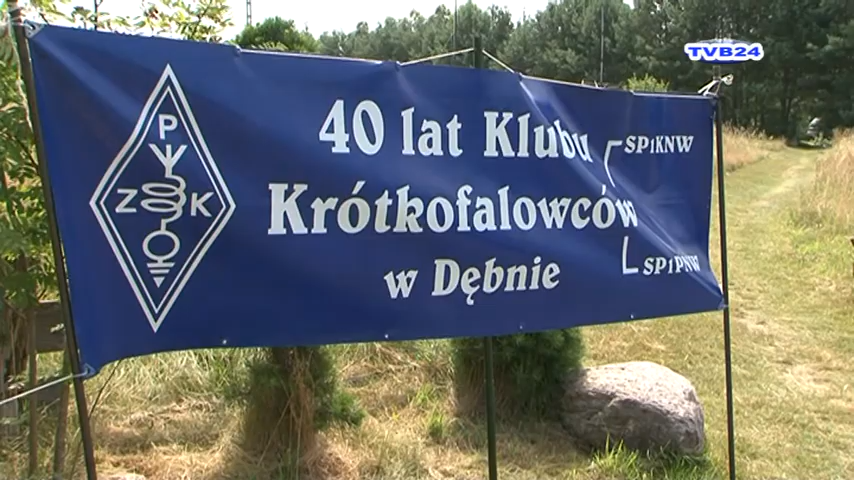 TVB24
P
Z K
40 lat Klubu
Krótkofalowców
w Dębnie
SP1KNW
SP1PNW